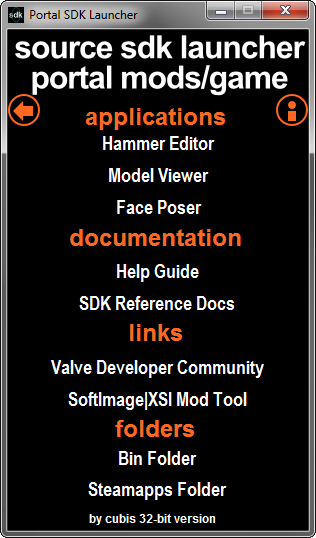 sdk Portal SDK Launcher
source sdk launcher
portal mods/game
applications
Hammer Editor
Model Viewer
Face Poser
documentation
Help Guide
SDK Reference Docs
links
Valve Developer Community
SoftImage|XSI Mod Tool
folders
Bin Folder
Steamapps Folder
by cubis 32-bit version